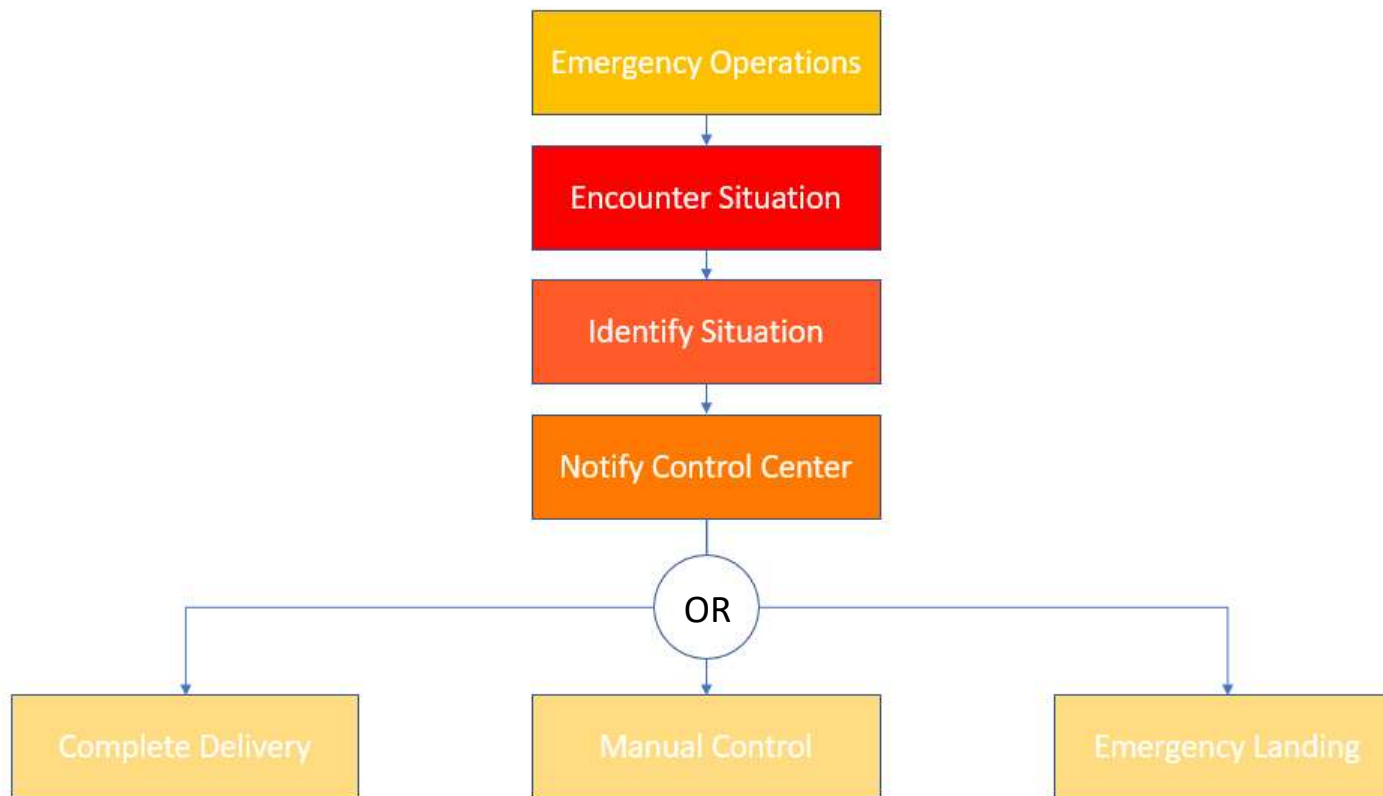 Emergency Operations
Encounter Situation
Identify Situation
Notify Control Center
OR
Complete Delivery
Manual Control
Emergency Landing